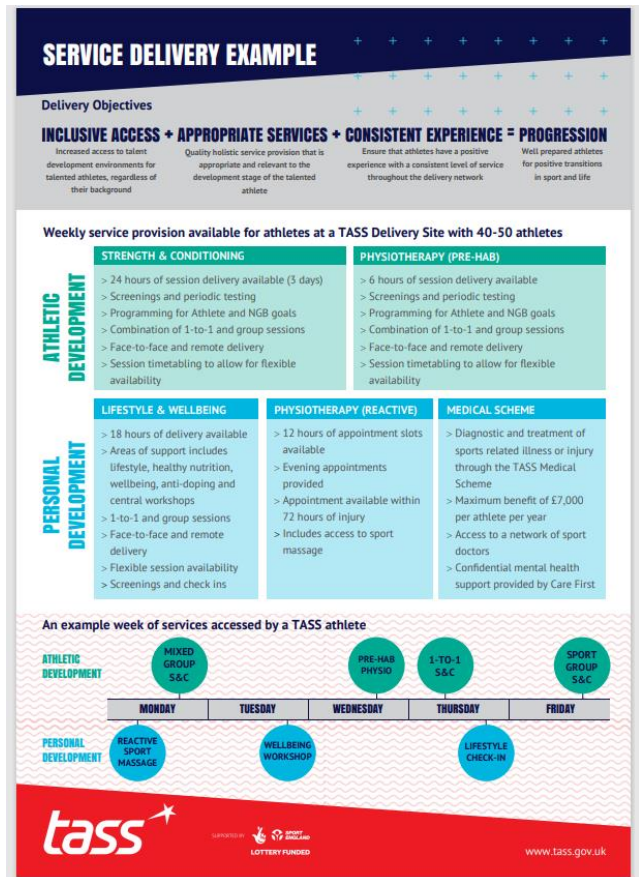 SERVICE DELIVERY EXAMPLE
Delivery Objectives
INCLUSIVE ACCESS + APPROPRIATE SERVICES + CONSISTENT EXPERIENCE = PROGRESSION
Increased access to talent
development environments for
talented athletes, regardless of
their background
Quality holistic service provision that is
appropriate and relevant to the
development stage of the talented
athlete
Ensure that athletes have a positive
experience with a consistent level of service
throughout the delivery network
Well prepared athletes
for positive transitions
in sport and life
Weekly service provision available for athletes at a TASS Delivery Site with 40-50 athletes
ATHLETIC
DEVELOPMENT
STRENGTH & CONDITIONING
> 24 hours of session delivery available (3 days)
> Screenings and periodic testing
> Programming for Athlete and NGB goals
> Combination of 1-to-1 and group sessions
> Face-to-face and remote delivery
> Session timetabling to allow for flexible
availability
PHYSIOTHERAPY (PRE-HAB)
> 6 hours of session delivery available
> Screenings and periodic testing
> Programming for Athlete and NGB goals
> Combination of 1-to-1 and group sessions
> Face-to-face and remote delivery
> Session timetabling to allow for flexible
availability
PERSONAL
DEVELOPMENT
LIFESTYLE & WELLBEING
> 18 hours of delivery available
> Areas of support includes
lifestyle, healthy nutrition,
wellbeing, anti-doping and
central workshops
> 1-to-1 and group sessions
> Face-to-face and remote
delivery
> Flexible session availability
> Screenings and check ins
PHYSIOTHERAPY (REACTIVE)
> 12 hours of appointment slots
available
> Evening appointments
provided
> Appointment available within
72 hours of injury
> Includes access to sport
massage
MEDICAL SCHEME
> Diagnostic and treatment of
sports related illness or injury
through the TASS Medical
Scheme
> Maximum benefit of £7,000
per athlete per year
> Access to a network of sport
doctors
> Confidential mental health
support provided by Care First
An example week of services accessed by a TASS athlete
ATHLETIC
DEVELOPMENT
MIXED
GROUP
S&C
PRE-HAB
PHYSIO
1-TO-1
S&C
SPORT
GROUP
S&C
MONDAY
TUESDAY
WEDNESDAY
THURSDAY
FRIDAY
PERSONAL
DEVELOPMENT
REACTIVE
SPORT
MASSAGE
WELLBEING
WORKSHOP
LIFESTYLE
CHECK-IN
tass
SUPPORTED BY
SPORT
ENGLAND
LOTTERY FUNDED
www.tass.gov.uk